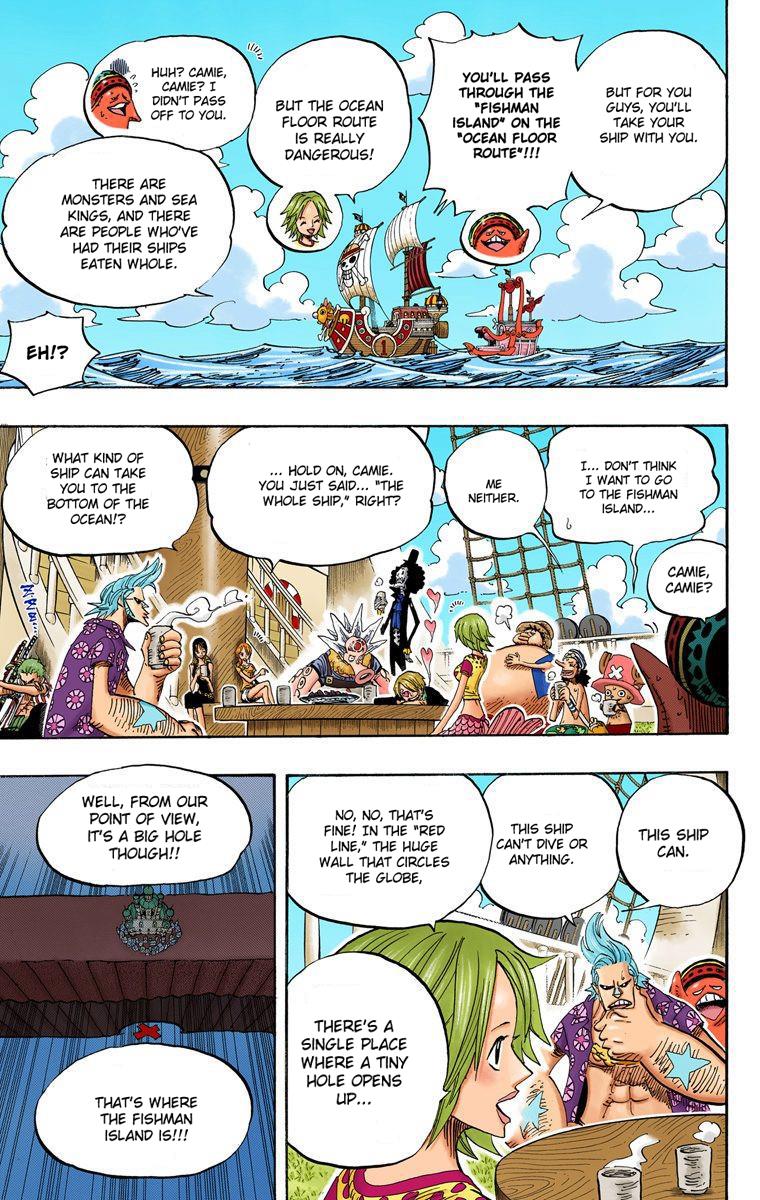 BUT FOR YOU
GUYS, YOU'LL
TAKE YOUR
SHIP WITH YOU.
YOU'LL PASS
THROUGH THE
"FISHMAN
ISLAND" ON THE
"OCEAN FLOOR
ROUTE"!!!
BUT THE OCEAN
FLOOR ROUTE
IS REALLY
DANGEROUS!
HUH? CAMIE,
CAMIE? I
DIDN'T PASS
OFF TO YOU.
THERE ARE
MONSTERS AND SEA
KINGS, AND THERE
ARE PEOPLE WHO'VE
HAD THEIR SHIPS
EATEN WHOLE.
EH!?
1
I... DON'T THINK
I WANT TO GO
TO THE FISHMAN
ISLAND...
CAMIE,
CAMIE?
ME
NEITHER.
... HOLD ON, CAMIE.
YOU JUST SAID... "THE
WHOLE SHIP," RIGHT?
WHAT KIND OF
SHIP CAN TAKE
YOU TO THE
BOTTOM OF THE
OCEAN!?
THIS SHIP
CAN.
THIS SHIP
CAN'T DIVE OR
ANYTHING.
NO, NO, THAT'S
FINE! IN THE "RED
LINE," THE HUGE
WALL THAT CIRCLES
THE GLOBE,
THERE'S A
SINGLE PLACE
WHERE A TINY
HOLE OPENS
UP...
WELL, FROM OUR
POINT OF VIEW,
IT'S A BIG HOLE
THOUGH!!
THAT'S WHERE
THE FISHMAN
ISLAND IS!!!